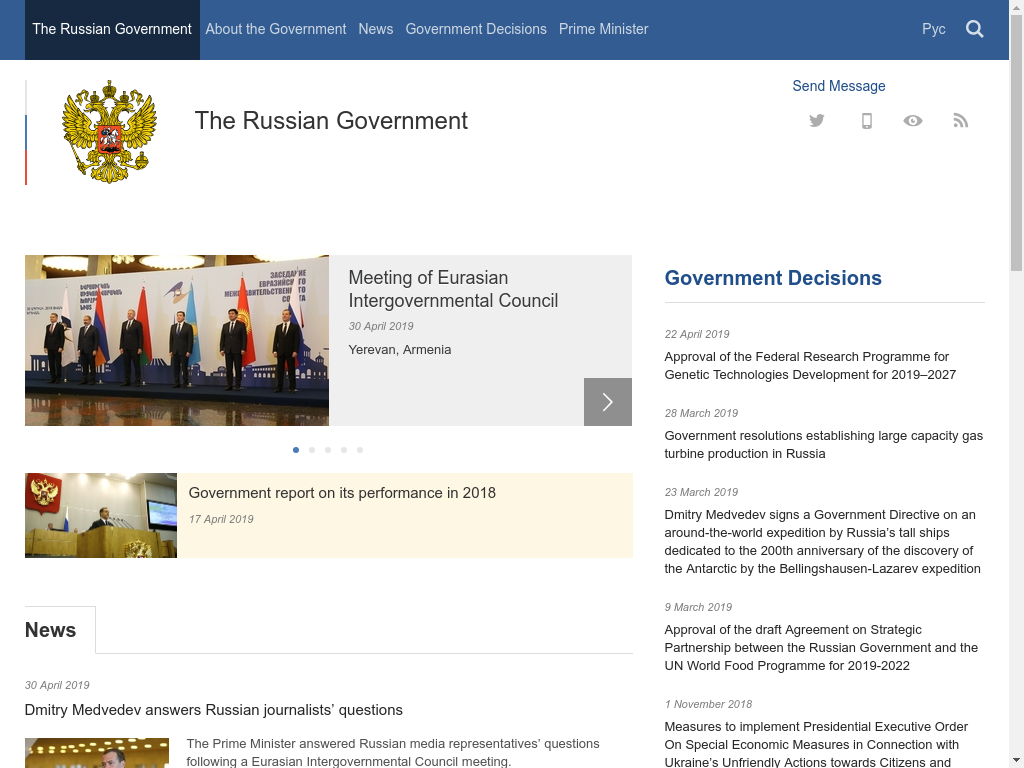 The Russian Government
About the Government
News
Government Decisions
Prime Minister
Рус
Send Message
The Russian Government
ЗАСЕДАНИЕ
ЕВРАЗИЙСКОГО
МЕЖПРАВИТЕЛЬСТВЕННОГО
СОВЕТА
Meeting of Eurasian
Intergovernmental Council
30 April 2019
Yerevan, Armenia
Government report on its performance in 2018
17 April 2019
News
30 April 2019
Dmitry Medvedev answers Russian journalists’ questions
The Prime Minister answered Russian media representatives’ questions
following a Eurasian Intergovernmental Council meeting.
Government Decisions
22 April 2019
Approval of the Federal Research Programme for
Genetic Technologies Development for 2019–2027
28 March 2019
Government resolutions establishing large capacity gas
turbine production in Russia
23 March 2019
Dmitry Medvedev signs a Government Directive on an
around-the-world expedition by Russia’s tall ships
dedicated to the 200th anniversary of the discovery of
the Antarctic by the Bellingshausen-Lazarev expedition
9 March 2019
Approval of the draft Agreement on Strategic
Partnership between the Russian Government and the
UN World Food Programme for 2019-2022
1 November 2018
Measures to implement Presidential Executive Order
On Special Economic Measures in Connection with
Ukraine’s Unfriendly Actions towards Citizens and